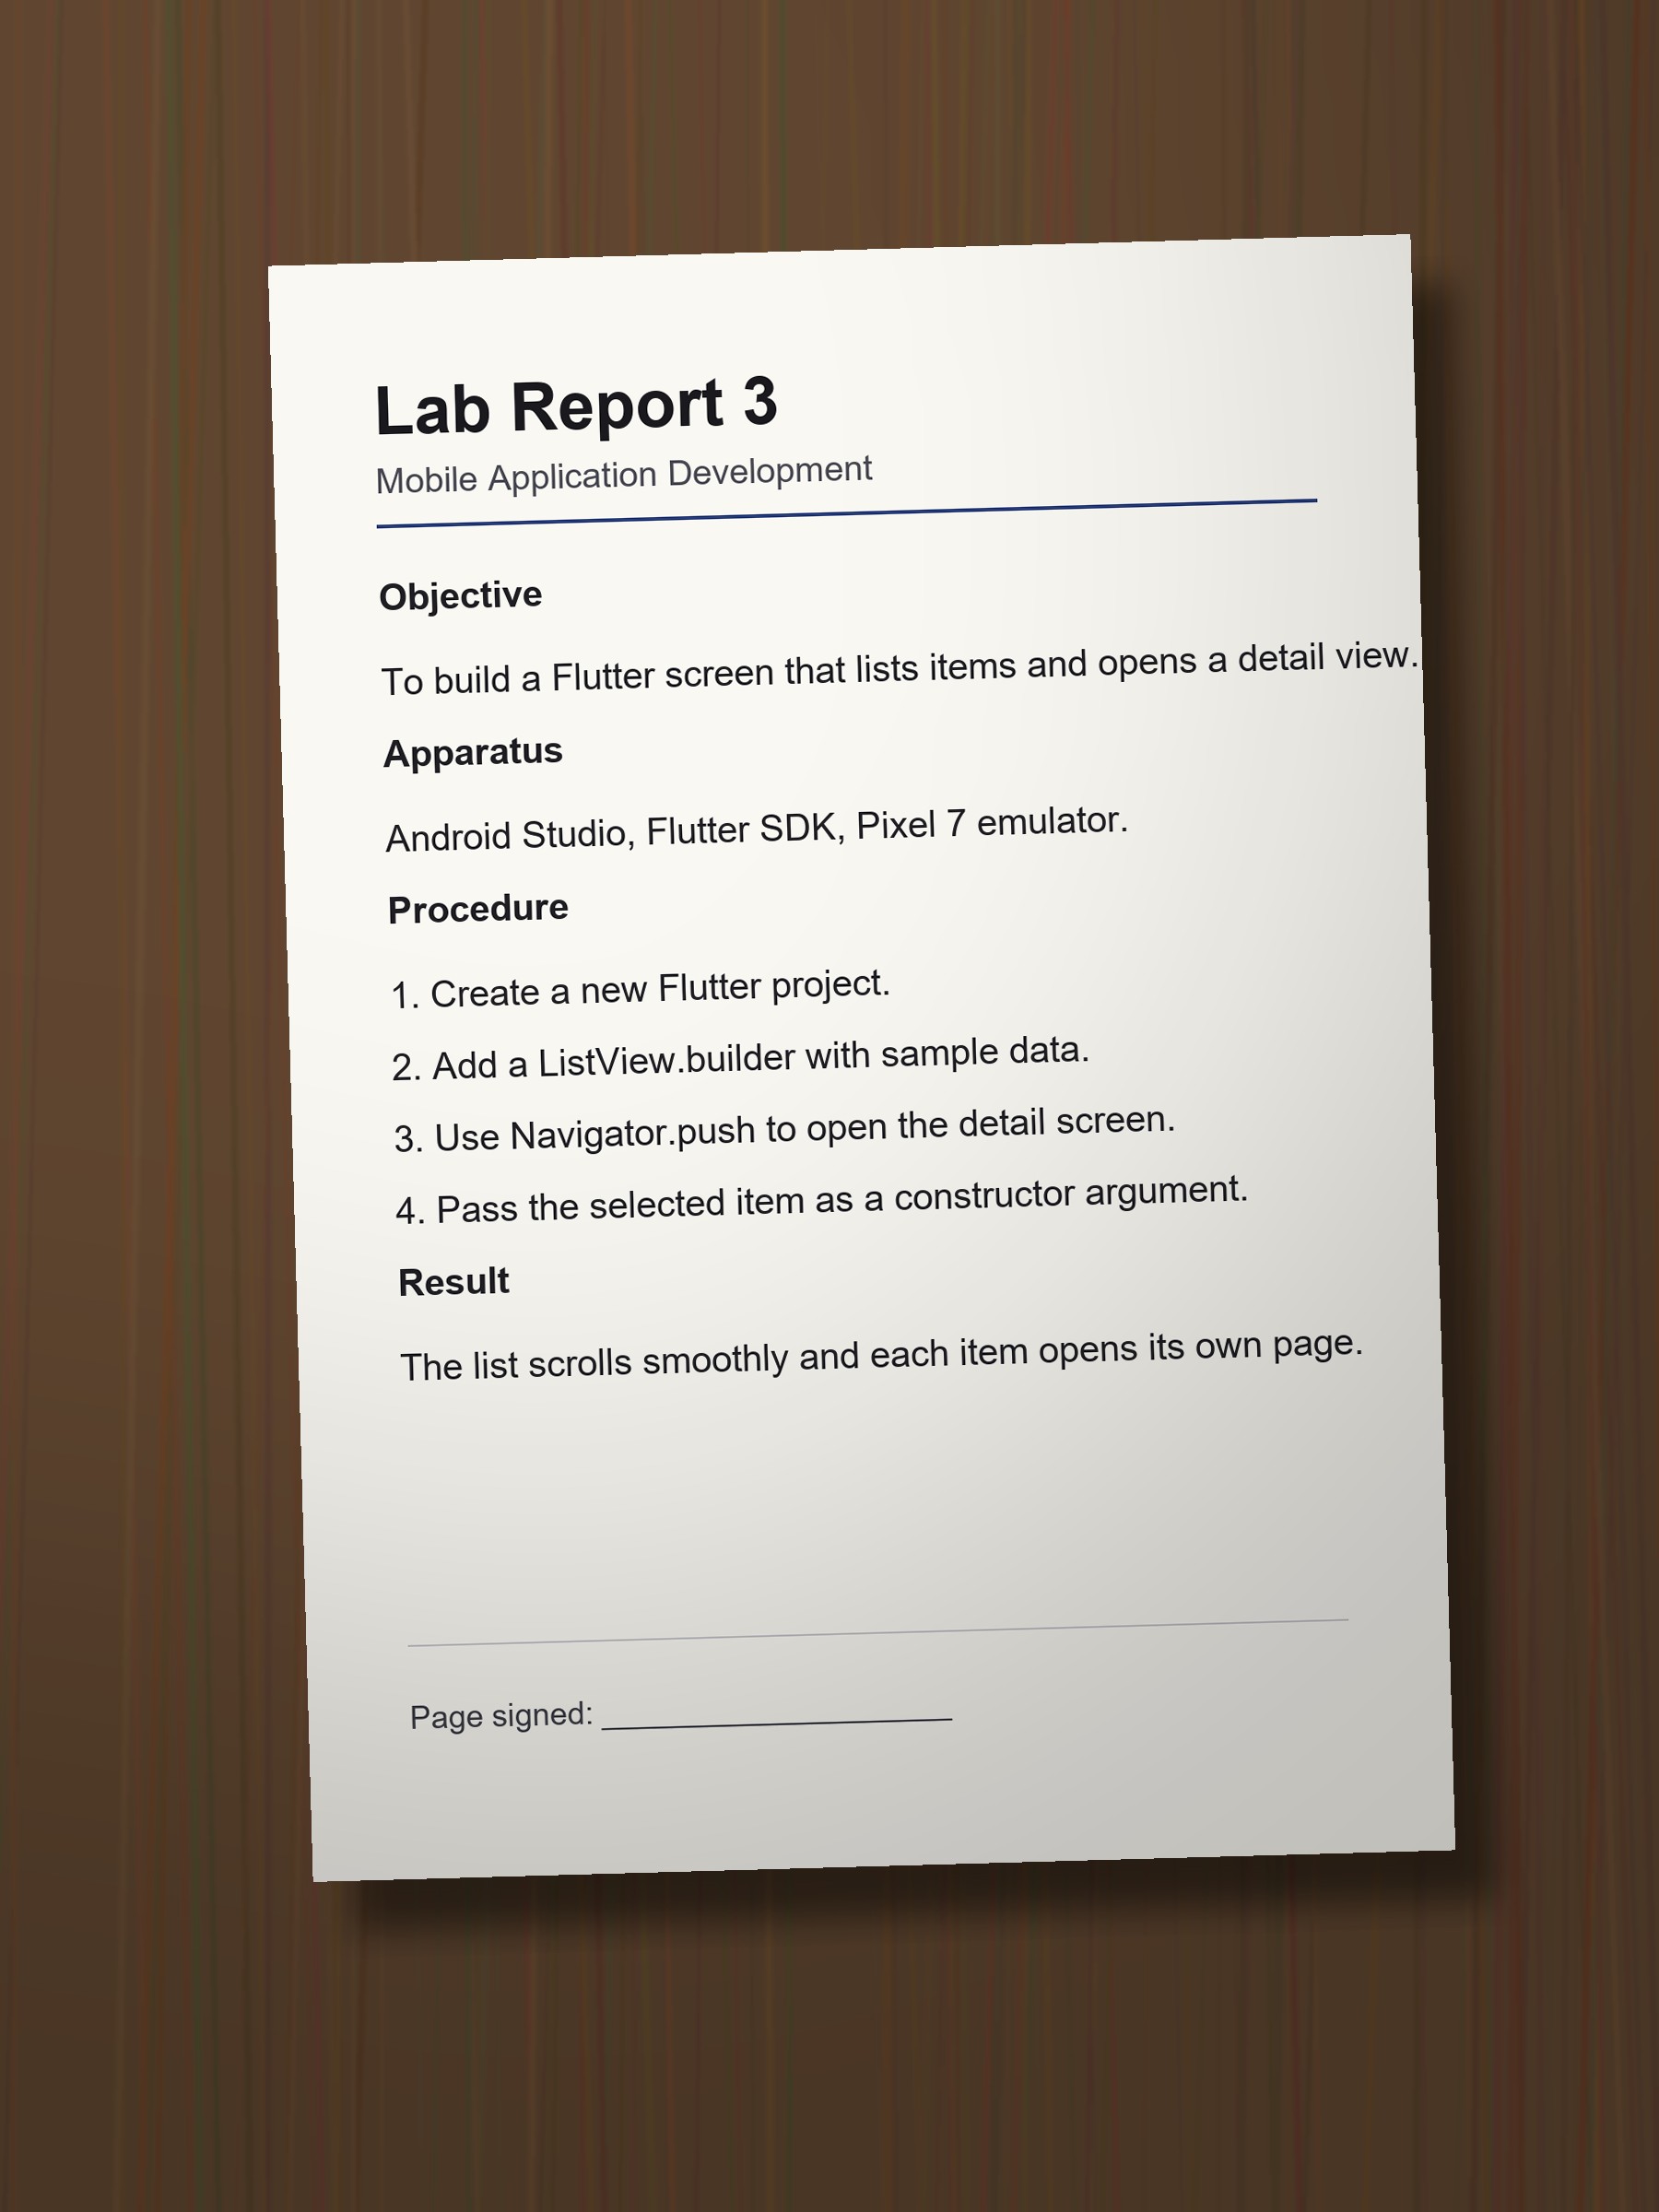 Lab Report 3
Mobile Application Development
Objective
To build a Flutter screen that lists items and opens a detail view.
Apparatus
Android Studio, Flutter SDK, Pixel 7 emulator.
Procedure
1. Create a new Flutter project.
2. Add a ListView.builder with sample data.
3. Use Navigator.push to open the detail screen.
4. Pass the selected item as a constructor argument.
Result
The list scrolls smoothly and each item opens its own page.
Page signed: ____________________